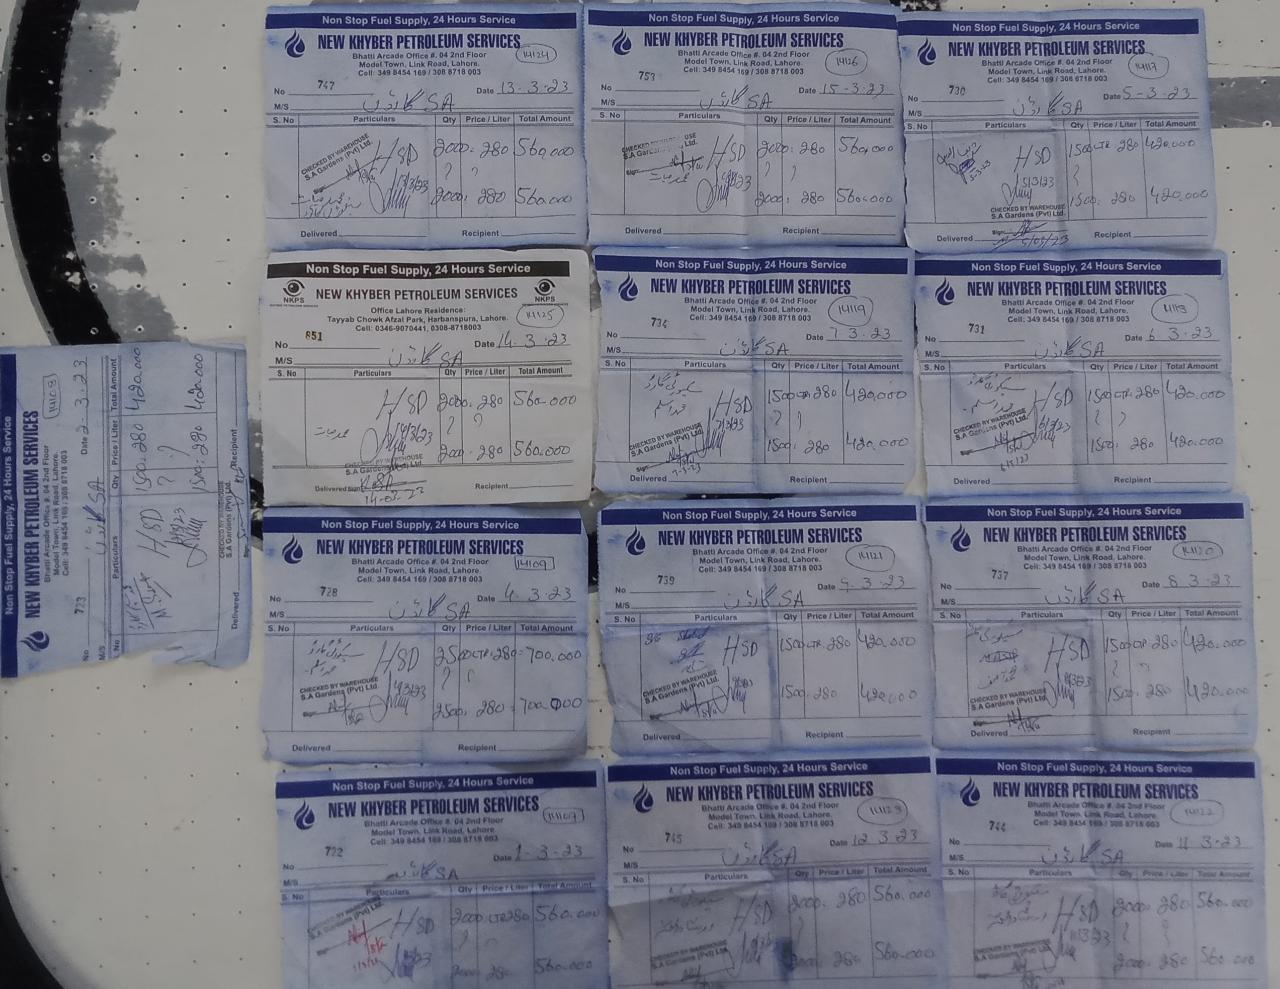 Non Stop Fuel Supply, 24 Hours Service
NEW KHYBER PETROLEUM SERVICES
Bhatti Arcade Office #. 04 2nd Floor
Model Town, Link Road, Lahore.
Cell: 349 8454 169 / 308 8718 003
14124
No 747 Date 13-3-23
M/S گارڈن SA
S. No Particulars Qty Price / Liter Total Amount
HSD 2000: 280 560,000
CHECKED BY WAREHOUSE
S.A Gardens (Pvt) Ltd.
2000: 280 560,000
Delivered Recipient
Non Stop Fuel Supply, 24 Hours Service
NEW KHYBER PETROLEUM SERVICES
Bhatti Arcade Office #. 04 2nd Floor
Model Town, Link Road, Lahore.
Cell: 349 8454 169 / 308 8718 003
14126
No 753 Date 15-3-23
M/S گارڈن SA
S. No Particulars Qty Price / Liter Total Amount
HSD 2000: 280 560,000
2000: 280 560,000
Delivered Recipient
Non Stop Fuel Supply, 24 Hours Service
NEW KHYBER PETROLEUM SERVICES
Bhatti Arcade Office #. 04 2nd Floor
Model Town, Link Road, Lahore.
Cell: 349 8454 169 / 308 8718 003
14117
No 730 Date 5-3-23
M/S گارڈن SA
S. No Particulars Qty Price / Liter Total Amount
HSD 1500 LTR 280 420,000
1500: 280 420,000
CHECKED BY WAREHOUSE
S.A Gardens (Pvt) Ltd.
Delivered Recipient
Non Stop Fuel Supply, 24 Hours Service
NKPS NEW KHYBER PETROLEUM SERVICES NKPS
Office Lahore Residence:
Tayyab Chowk Afzal Park, Harbanspura, Lahore.
Cell: 0346-9070441, 0308-8718003
14125
No 851 Date 14-3-23
M/S گارڈن SA
S. No Particulars Qty Price / Liter Total Amount
HSD 2000: 280 560,000
2000: 280 560,000
CHECKED BY WAREHOUSE
S.A Gardens (Pvt) Ltd.
Delivered Recipient
14-03-23
Non Stop Fuel Supply, 24 Hours Service
NEW KHYBER PETROLEUM SERVICES
Bhatti Arcade Office #. 04 2nd Floor
Model Town, Link Road, Lahore.
Cell: 349 8454 169 / 308 8718 003
14119
No 734 Date 7-3-23
M/S گارڈن SA
S. No Particulars Qty Price / Liter Total Amount
HSD 1500 LTR 280 420,000
CHECKED BY WAREHOUSE
S.A Gardens (Pvt) Ltd.
1500: 280 420,000
Delivered Recipient
Non Stop Fuel Supply, 24 Hours Service
NEW KHYBER PETROLEUM SERVICES
Bhatti Arcade Office #. 04 2nd Floor
Model Town, Link Road, Lahore.
Cell: 349 8454 169 / 308 8718 003
No 731 Date 6-3-23
M/S گارڈن SA
S. No Particulars Qty Price / Liter Total Amount
HSD 1500 LTR 280 420,000
CHECKED BY WAREHOUSE
S.A Gardens (Pvt) Ltd.
1500: 280 420,000
Delivered Recipient
Non Stop Fuel Supply, 24 Hours Service
NEW KHYBER PETROLEUM SERVICES
Bhatti Arcade Office #. 04 2nd Floor
Model Town, Link Road, Lahore.
Cell: 349 8454 169 / 308 8718 003
14108
No 723 Date 2-3-23
M/S گارڈن SA
S. No Particulars Qty Price / Liter Total Amount
HSD 1500: 280 420,000
1500: 280 420,000
CHECKED BY WAREHOUSE
S.A Gardens (Pvt) Ltd.
Delivered Recipient
Non Stop Fuel Supply, 24 Hours Service
NEW KHYBER PETROLEUM SERVICES
Bhatti Arcade Office #. 04 2nd Floor
Model Town, Link Road, Lahore.
Cell: 349 8454 169 / 308 8718 003
14109
No 728 Date 4-3-23
M/S گارڈن SA
S. No Particulars Qty Price / Liter Total Amount
HSD 2500 LTR 280 700,000
CHECKED BY WAREHOUSE
S.A Gardens (Pvt) Ltd.
2500: 280 700,000
Delivered Recipient
Non Stop Fuel Supply, 24 Hours Service
NEW KHYBER PETROLEUM SERVICES
Bhatti Arcade Office #. 04 2nd Floor
Model Town, Link Road, Lahore.
Cell: 349 8454 169 / 308 8718 003
14121
No 739 Date 9-3-23
M/S گارڈن SA
S. No Particulars Qty Price / Liter Total Amount
HSD 1500 LTR 280 420,000
CHECKED BY WAREHOUSE
S.A Gardens (Pvt) Ltd.
1500: 280 420,000
Delivered Recipient
Non Stop Fuel Supply, 24 Hours Service
NEW KHYBER PETROLEUM SERVICES
Bhatti Arcade Office #. 04 2nd Floor
Model Town, Link Road, Lahore.
Cell: 349 8454 169 / 308 8718 003
14120
No 737 Date 8-3-23
M/S گارڈن SA
S. No Particulars Qty Price / Liter Total Amount
HSD 1500 LTR 280 420,000
CHECKED BY WAREHOUSE
S.A Gardens (Pvt) Ltd.
1500: 280 420,000
Delivered Recipient
Non Stop Fuel Supply, 24 Hours Service
NEW KHYBER PETROLEUM SERVICES
Bhatti Arcade Office #. 04 2nd Floor
Model Town, Link Road, Lahore
Cell: 349 8454 169 / 308 8718 003
14107
No 722 Date 1-3-23
M/S گارڈن SA
S. No Particulars Qty Price / Liter Total Amount
CHECKED BY WAREHOUSE
S.A Gardens (Pvt) Ltd.
HSD 2000 LTR 280 560,000
2000: 280 560,000
Non Stop Fuel Supply, 24 Hours Service
NEW KHYBER PETROLEUM SERVICES
Bhatti Arcade Office #. 04 2nd Floor
Model Town, Link Road, Lahore.
Cell: 349 8454 169 / 308 8718 003
14123
No 745 Date 12-3-23
M/S گارڈن SA
S. No Particulars Qty Price / Liter Total Amount
HSD 2000: 280 560,000
CHECKED BY WAREHOUSE
S.A Gardens (Pvt) Ltd.
2000: 280 560,000
Non Stop Fuel Supply, 24 Hours Service
NEW KHYBER PETROLEUM SERVICES
Bhatti Arcade Office #. 04 2nd Floor
Model Town, Link Road, Lahore.
Cell: 349 8454 169 / 308 8718 003
14122
No 744 Date 11-3-23
M/S گارڈن SA
S. No Particulars Qty Price / Liter Total Amount
HSD 2000: 280 560,000
CHECKED BY WAREHOUSE
S.A Gardens (Pvt) Ltd.
2000: 280 560,000